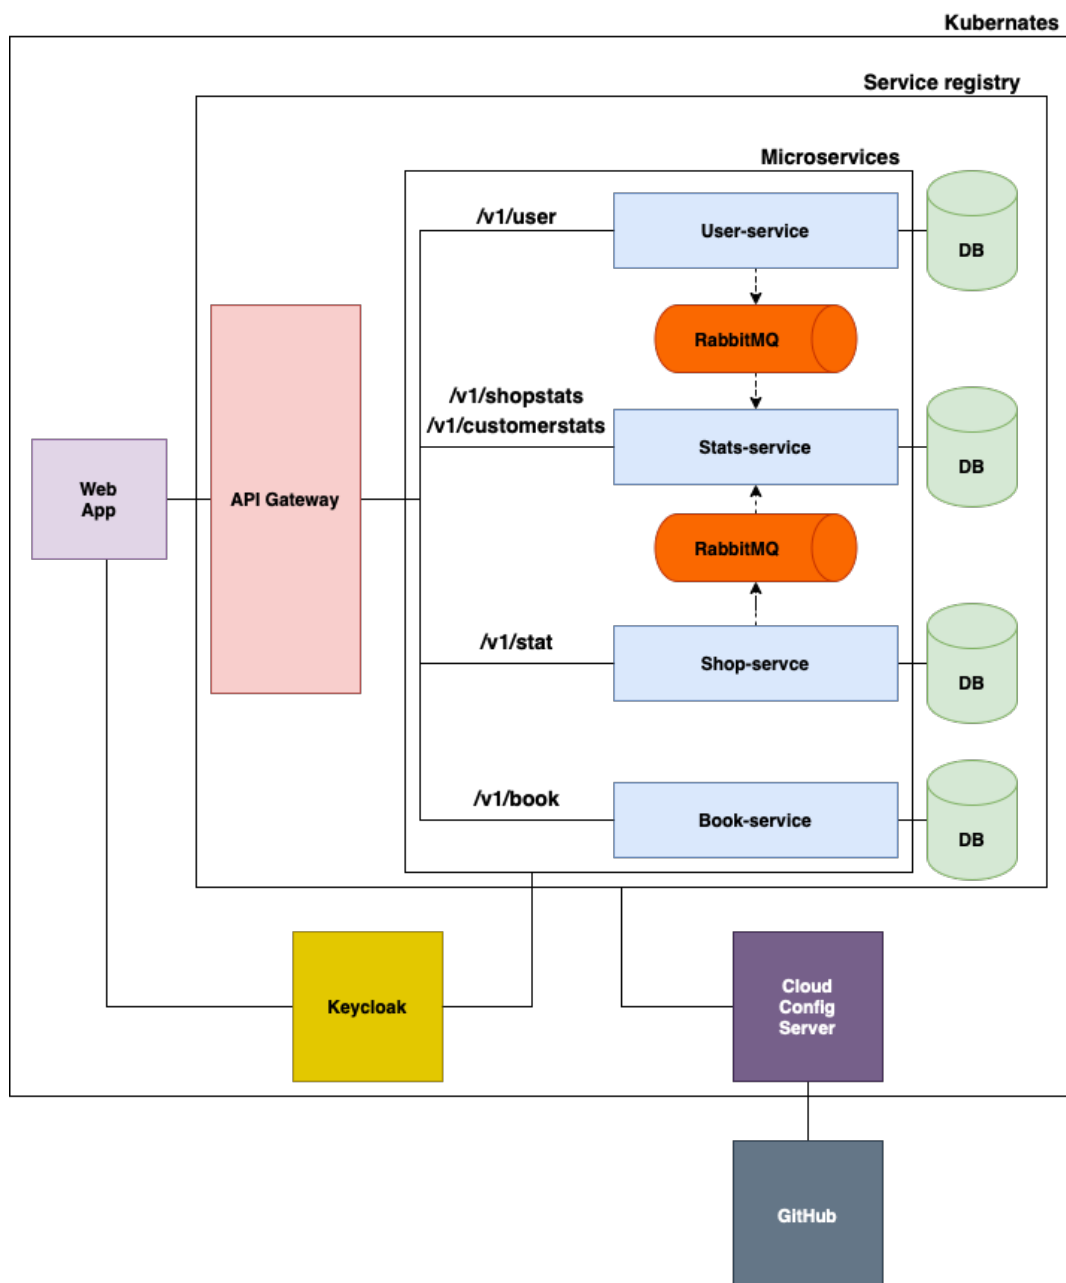 Kubernates
Service registry
Microservices
/v1/user
User-service
DB
RabbitMQ
/v1/shopstats
/v1/customerstats
Stats-service
DB
Web
App
API Gateway
RabbitMQ
/v1/stat
Shop-servce
DB
/v1/book
Book-service
DB
Keycloak
Cloud
Config
Server
GitHub